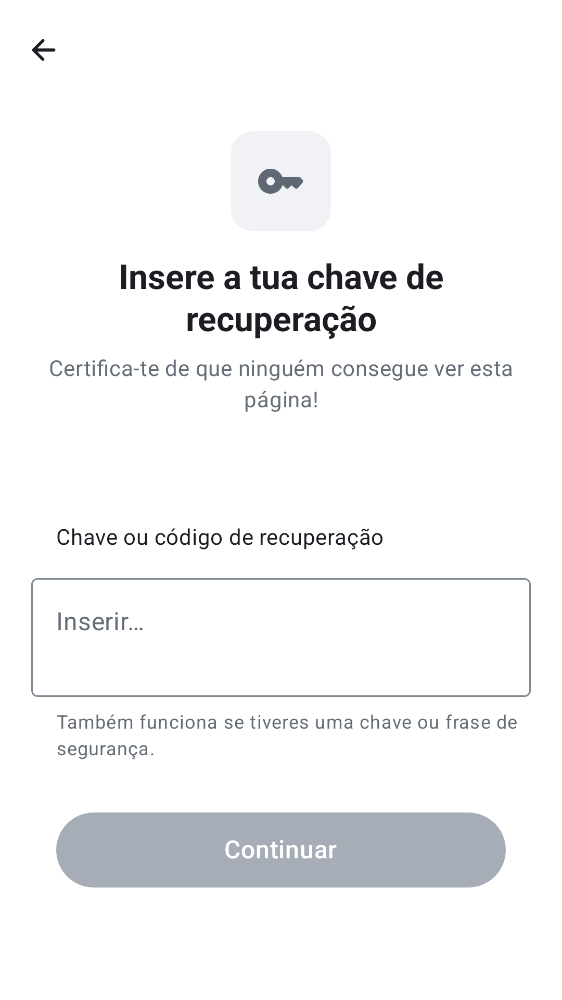 Insere a tua chave de
recuperação
Certifica-te de que ninguém consegue ver esta
página!
Chave ou código de recuperação
Inserir…
Também funciona se tiveres uma chave ou frase de
segurança.
Continuar